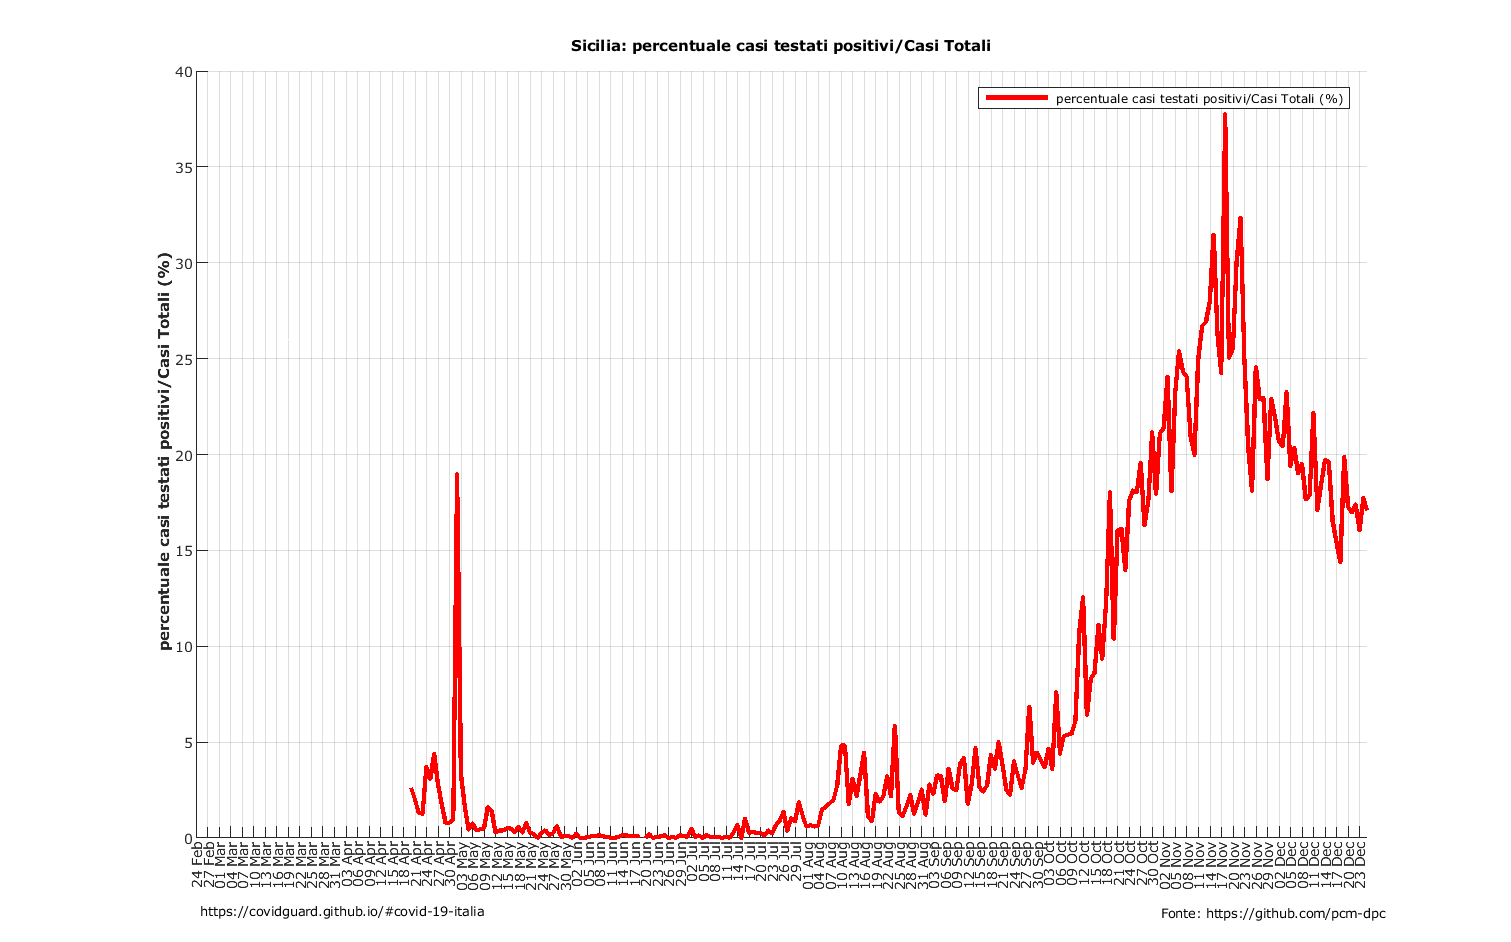 Sicilia: percentuale casi testati positivi/Casi Totali
percentuale casi testati positivi/Casi Totali (%)
percentuale casi testati positivi/Casi Totali (%)
40
35
30
25
20
15
10
5
0
24 Feb
27 Feb
01 Mar
04 Mar
07 Mar
10 Mar
13 Mar
16 Mar
19 Mar
22 Mar
25 Mar
28 Mar
31 Mar
03 Apr
06 Apr
09 Apr
12 Apr
15 Apr
18 Apr
21 Apr
24 Apr
27 Apr
30 Apr
03 May
06 May
09 May
12 May
15 May
18 May
21 May
24 May
27 May
30 May
02 Jun
05 Jun
08 Jun
11 Jun
14 Jun
17 Jun
20 Jun
23 Jun
26 Jun
29 Jun
02 Jul
05 Jul
08 Jul
11 Jul
14 Jul
17 Jul
20 Jul
23 Jul
26 Jul
29 Jul
01 Aug
04 Aug
07 Aug
10 Aug
13 Aug
16 Aug
19 Aug
22 Aug
25 Aug
28 Aug
31 Aug
03 Sep
06 Sep
09 Sep
12 Sep
15 Sep
18 Sep
21 Sep
24 Sep
27 Sep
30 Sep
03 Oct
06 Oct
09 Oct
12 Oct
15 Oct
18 Oct
21 Oct
24 Oct
27 Oct
30 Oct
02 Nov
05 Nov
08 Nov
11 Nov
14 Nov
17 Nov
20 Nov
23 Nov
26 Nov
29 Nov
02 Dec
05 Dec
08 Dec
11 Dec
14 Dec
17 Dec
20 Dec
23 Dec
https://covidguard.github.io/#covid-19-italia
Fonte: https://github.com/pcm-dpc